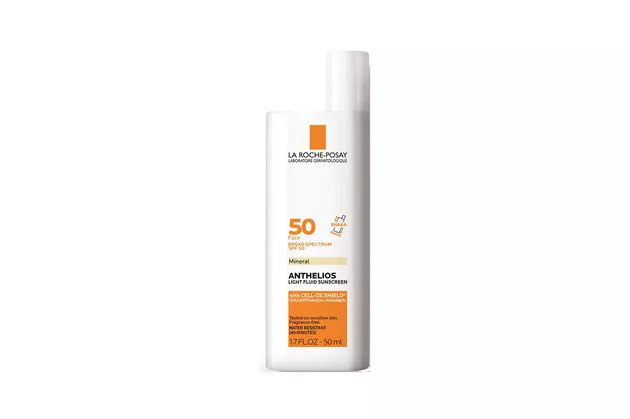 LA ROCHE-POSAY
LABORATOIRE DERMATOLOGIQUE
50
Face
BROAD SPECTRUM
SPF 50
SHAKA
Mineral
ANTHELIOS
LIGHT FLUID SUNSCREEN
with CELL-OX SHIELD®
Tested on sensitive skin.
Fragrance-free
WATER RESISTANT
(40 MINUTES)
1.7 FL.OZ - 50 ml